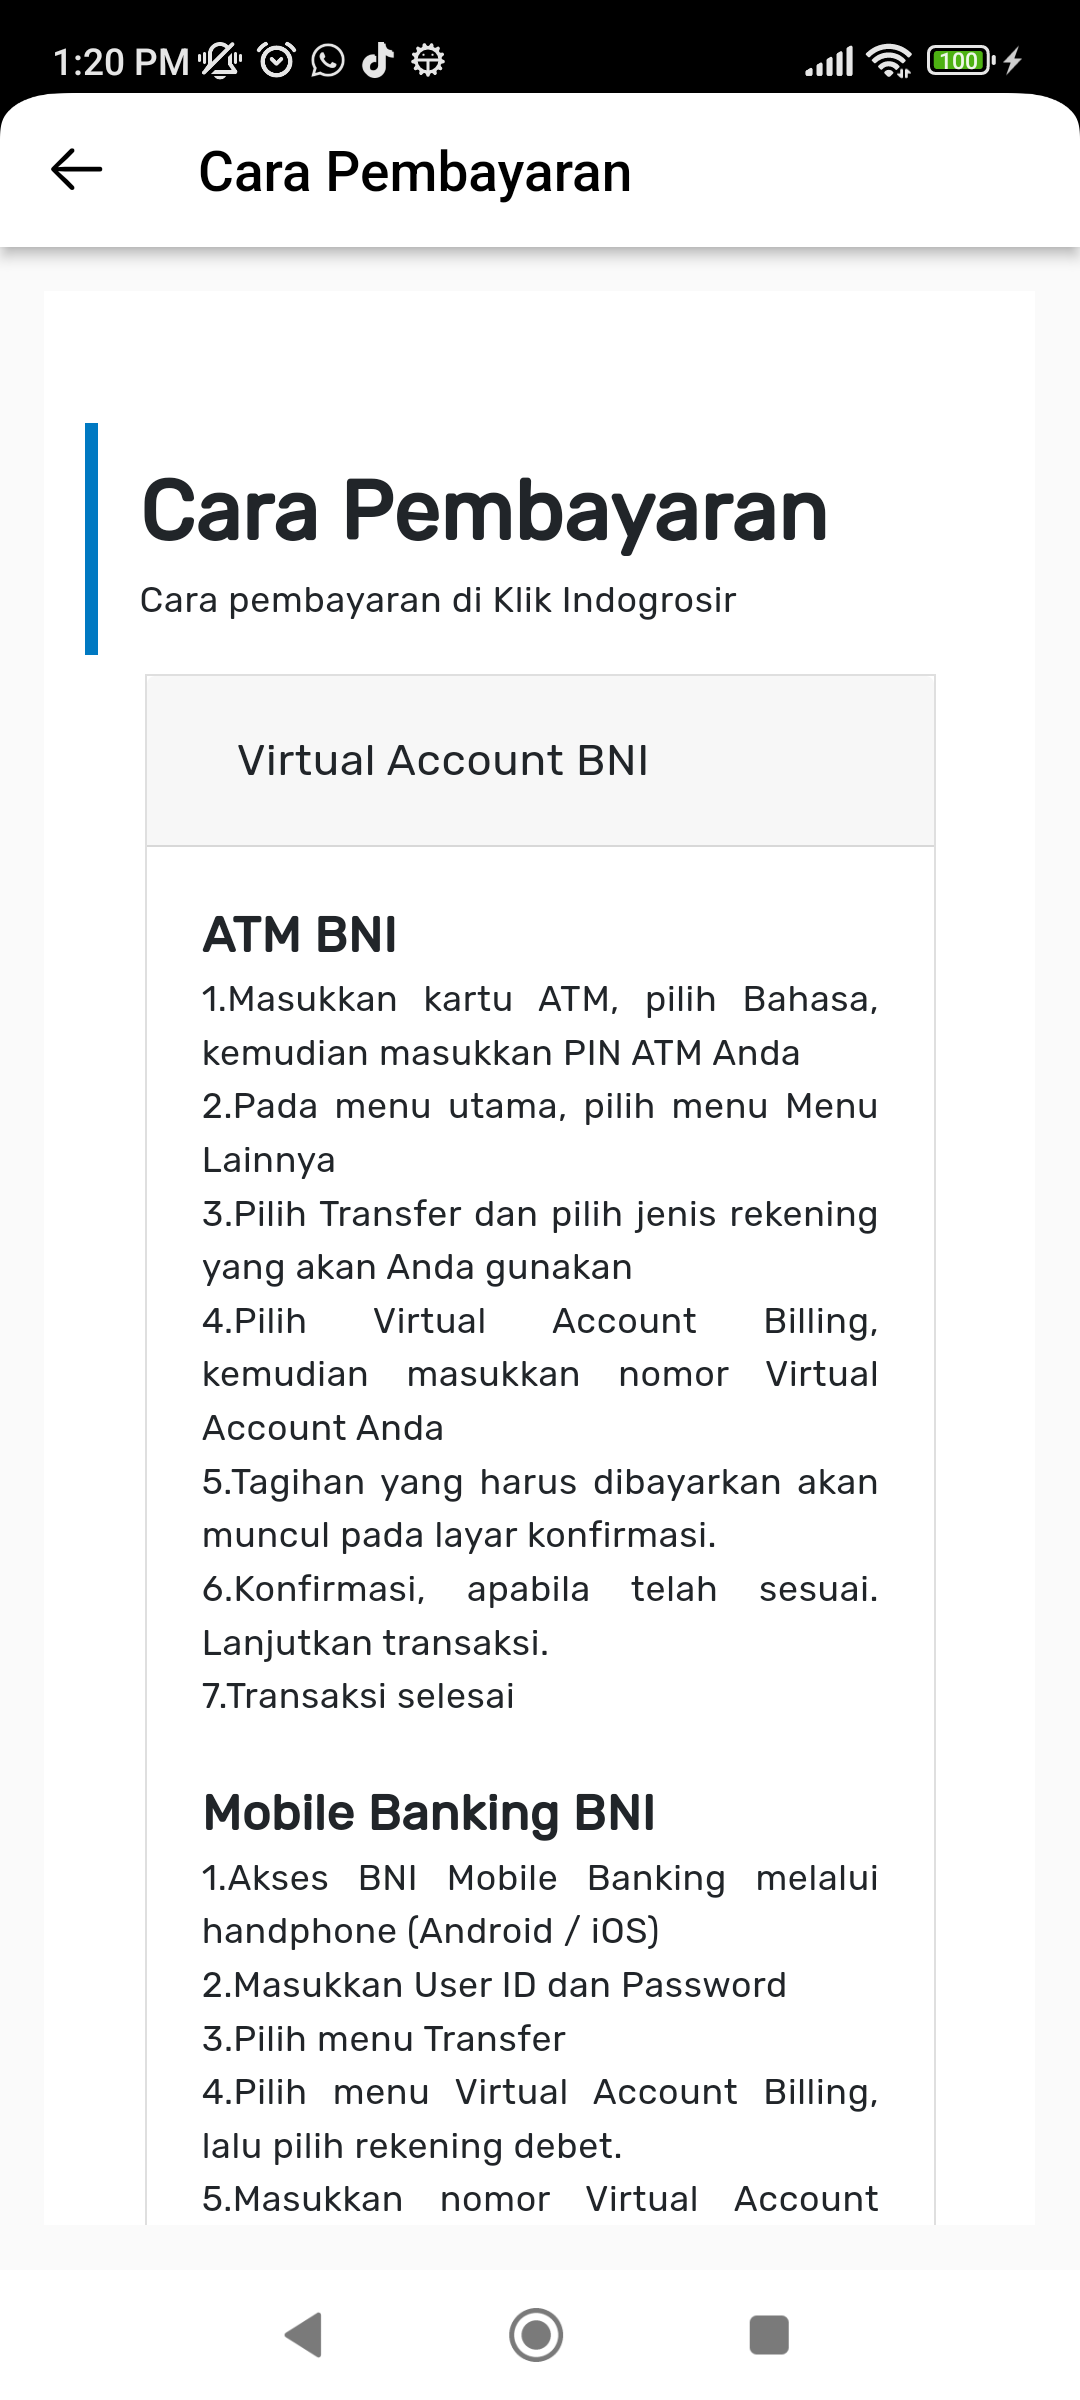 1:20 PM
100
Cara Pembayaran
Cara Pembayaran
Cara pembayaran di Klik Indogrosir
Virtual Account BNI
ATM BNI
1.Masukkan kartu ATM, pilih Bahasa,
kemudian masukkan PIN ATM Anda
2.Pada menu utama, pilih menu Menu
Lainnya
3.Pilih Transfer dan pilih jenis rekening
yang akan Anda gunakan
4.Pilih Virtual Account Billing,
kemudian masukkan nomor Virtual
Account Anda
5.Tagihan yang harus dibayarkan akan
muncul pada layar konfirmasi.
6.Konfirmasi, apabila telah sesuai.
Lanjutkan transaksi.
7.Transaksi selesai
Mobile Banking BNI
1.Akses BNI Mobile Banking melalui
handphone (Android / iOS)
2.Masukkan User ID dan Password
3.Pilih menu Transfer
4.Pilih menu Virtual Account Billing,
lalu pilih rekening debet.
5.Masukkan nomor Virtual Account